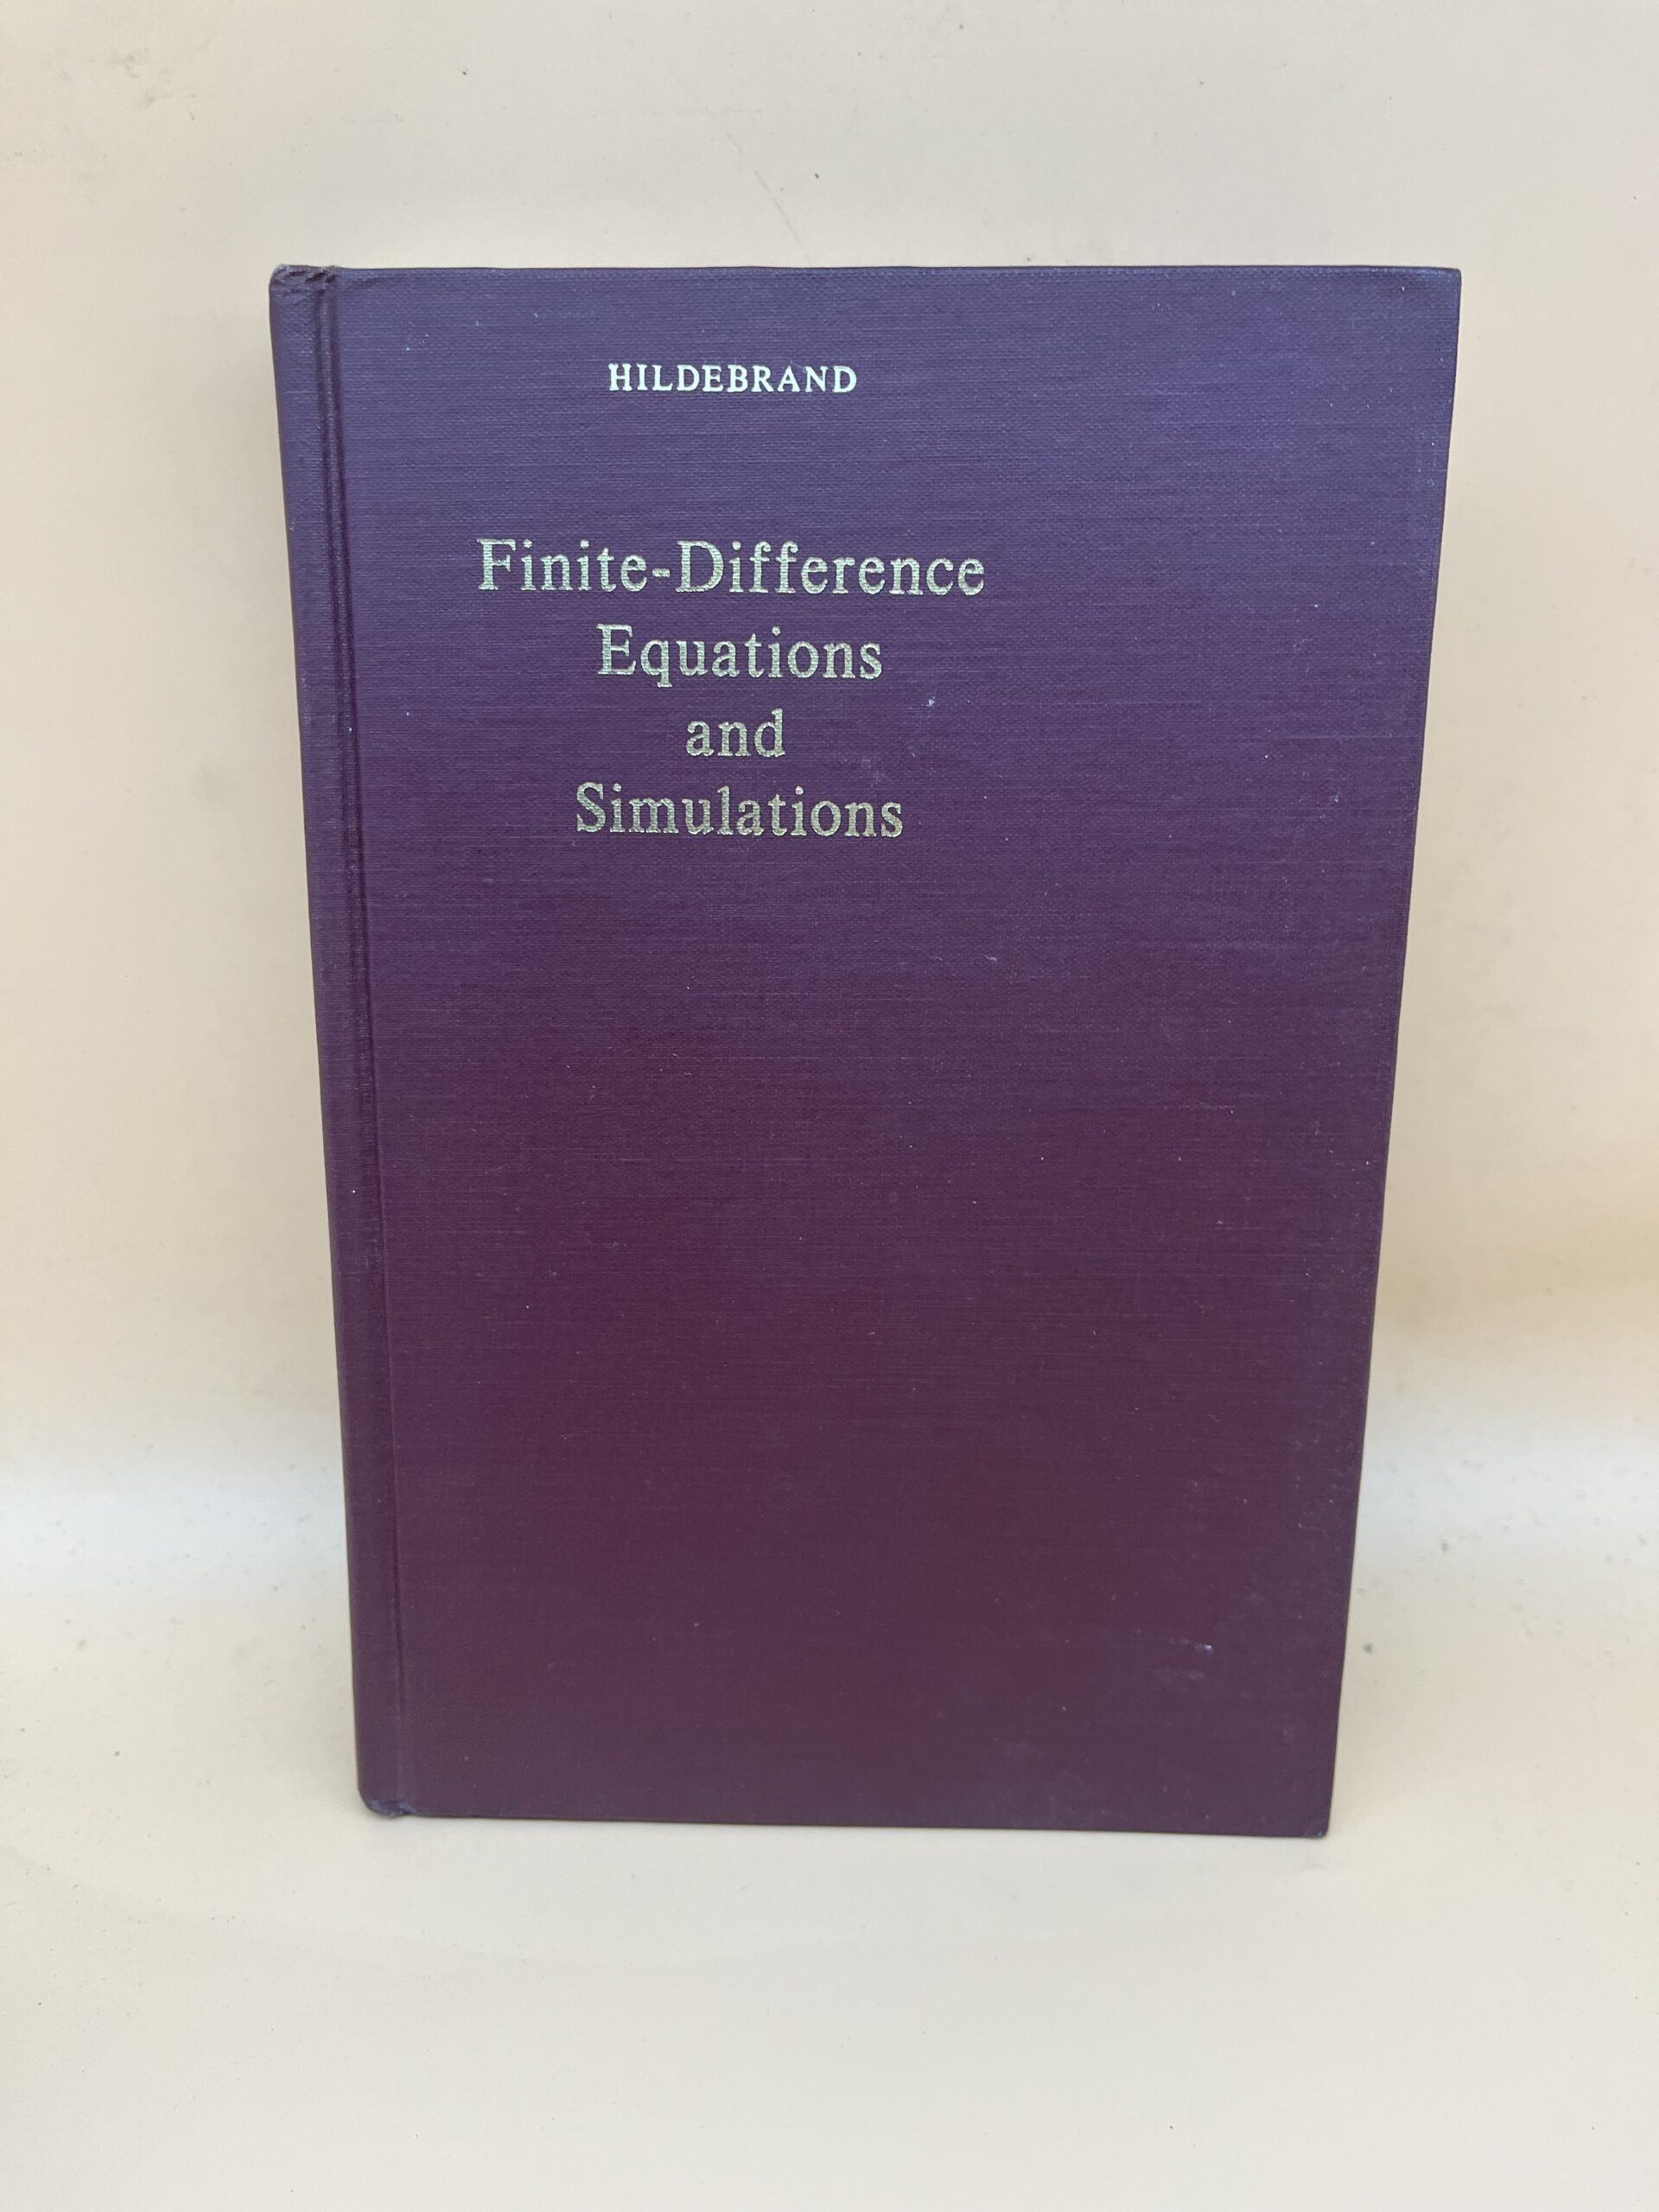 HILDEBRAND
Finite-Difference
Equations
and
Simulations